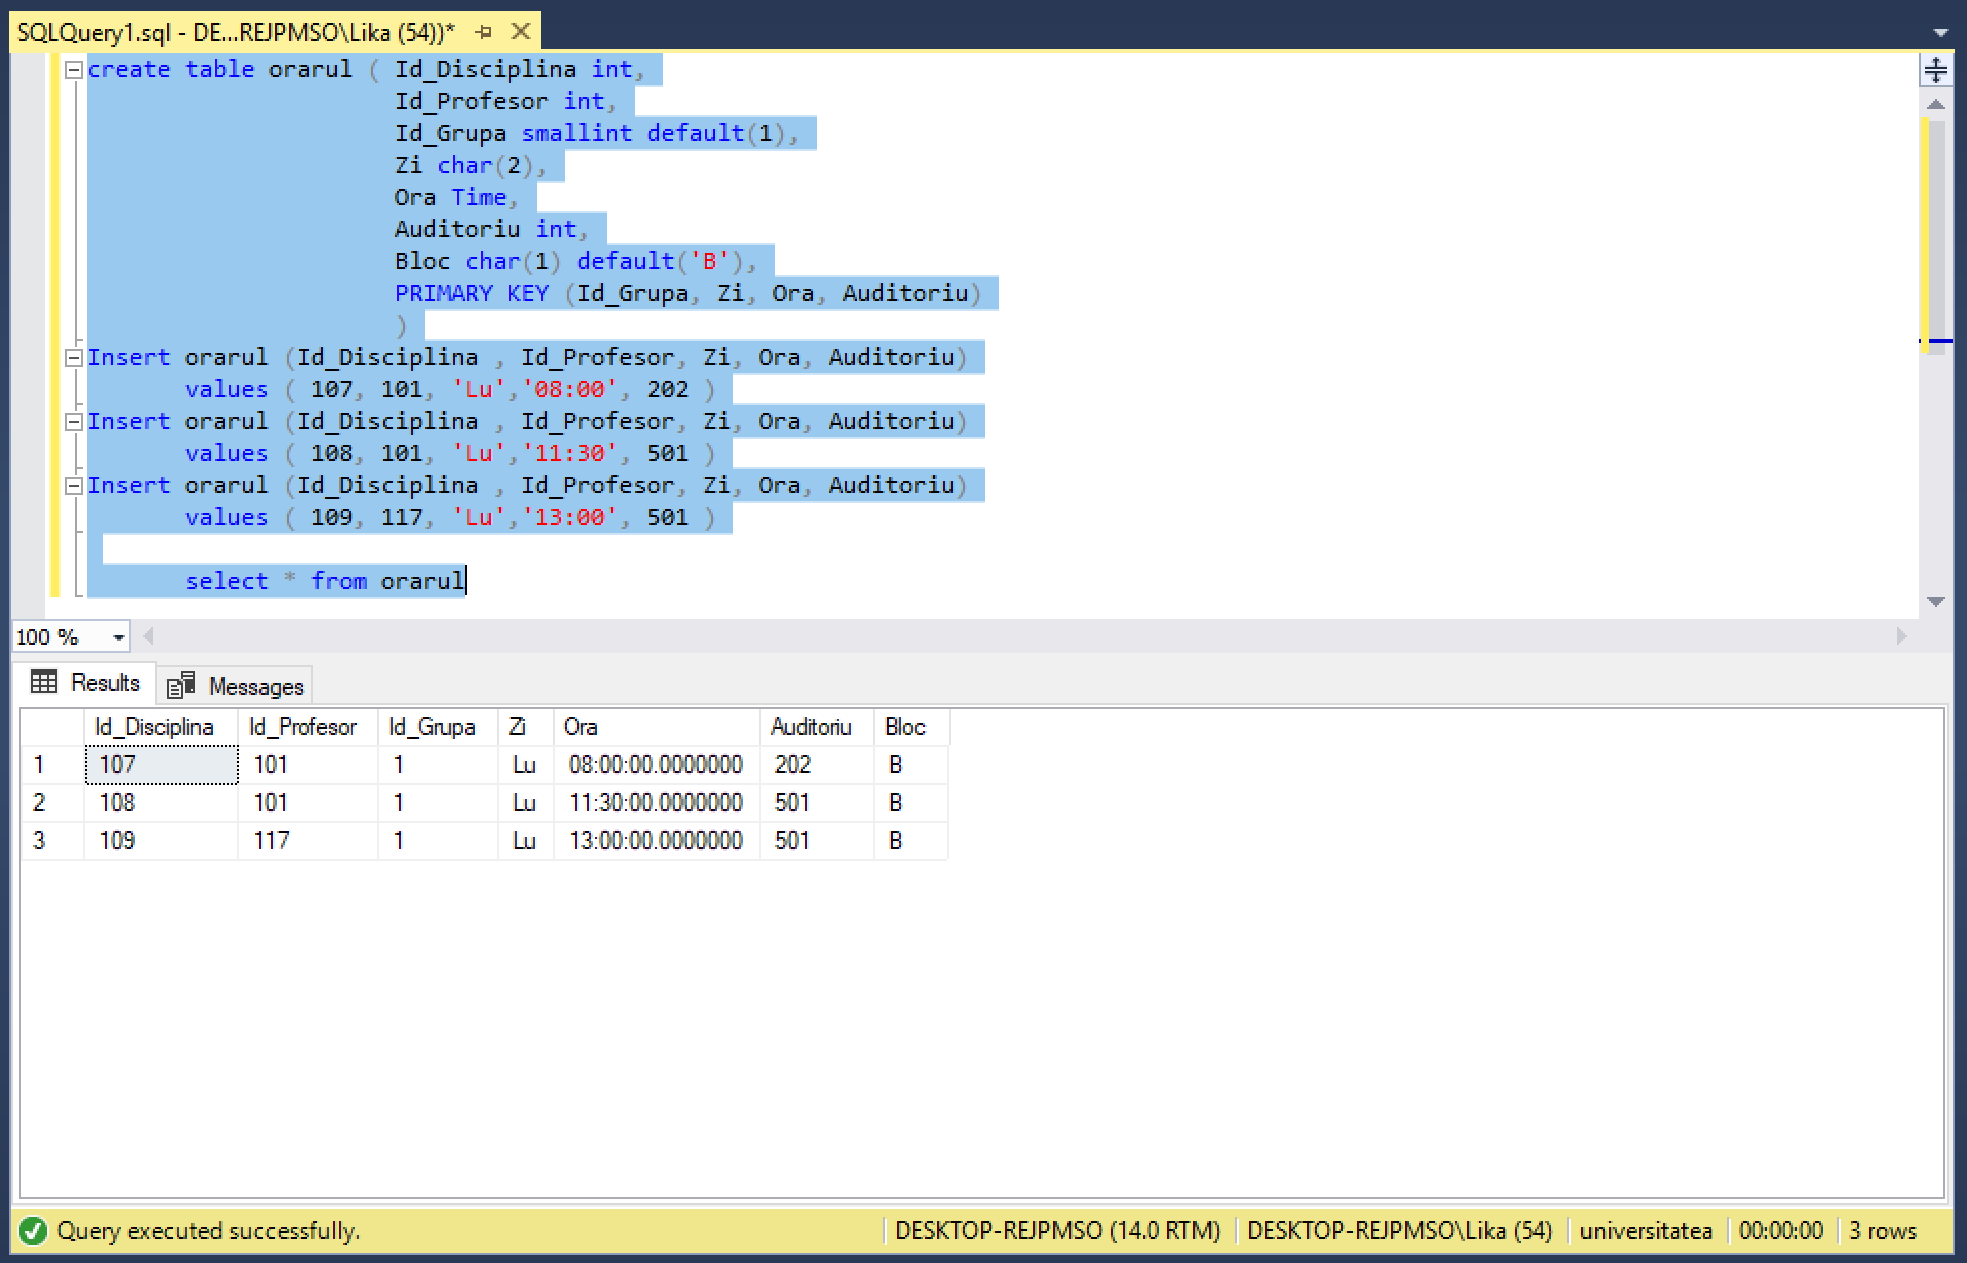 SQLQuery1.sql - DE...REJPMSO\Lika (54))*
create table orarul ( Id_Disciplina int,
Id_Profesor int,
Id_Grupa smallint default(1),
Zi char(2),
Ora Time,
Auditoriu int,
Bloc char(1) default('B'),
PRIMARY KEY (Id_Grupa, Zi, Ora, Auditoriu)
)
Insert orarul (Id_Disciplina , Id_Profesor, Zi, Ora, Auditoriu)
values ( 107, 101, 'Lu','08:00', 202 )
Insert orarul (Id_Disciplina , Id_Profesor, Zi, Ora, Auditoriu)
values ( 108, 101, 'Lu','11:30', 501 )
Insert orarul (Id_Disciplina , Id_Profesor, Zi, Ora, Auditoriu)
values ( 109, 117, 'Lu','13:00', 501 )
select * from orarul
100 %
Results Messages
Id_Disciplina Id_Profesor Id_Grupa Zi Ora Auditoriu Bloc
1 107 101 1 Lu 08:00:00.0000000 202 B
2 108 101 1 Lu 11:30:00.0000000 501 B
3 109 117 1 Lu 13:00:00.0000000 501 B
Query executed successfully. DESKTOP-REJPMSO (14.0 RTM) DESKTOP-REJPMSO\Lika (54) universitatea 00:00:00 3 rows